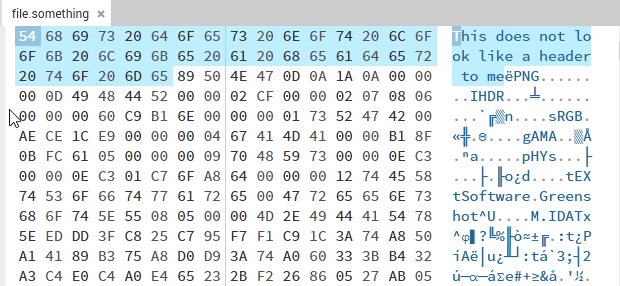 file.something ×
54 68 69 73 20 64 6F 65 73 20 6E 6F 74 20 6C 6F This does not lo
6F 6B 20 6C 69 6B 65 20 61 20 68 65 61 64 65 72 ok like a header
20 74 6F 20 6D 65 89 50 4E 47 0D 0A 1A 0A 00 00 to meëPNG......
00 0D 49 48 44 52 00 00 02 CF 00 00 02 07 08 06 ..IHDR...╧......
00 00 00 60 C9 B1 6E 00 00 00 01 73 52 47 42 00 ...`╔▒n....sRGB.
AE CE 1C E9 00 00 00 04 67 41 4D 41 00 00 B1 8F «╬.Θ....gAMA..▒Å
0B FC 61 05 00 00 00 09 70 48 59 73 00 00 0E C3 .ⁿa.....pHYs...├
00 00 0E C3 01 C7 6F A8 64 00 00 00 12 74 45 58 ...├.╟o¿d....tEX
74 53 6F 66 74 77 61 72 65 00 47 72 65 65 6E 73 tSoftware.Greens
68 6F 74 5E 55 08 05 00 00 4D 2E 49 44 41 54 78 hot^U....M.IDATx
5E ED DD 3F C8 25 C7 95 F7 F1 C9 1C 3A 74 A8 50 ^φ▌?╚%╟ò≈±╔.:t¿P
A1 41 89 B3 75 A8 D0 D9 3A 74 A0 60 33 3B B4 32 íAë│u¿╨┘:tá`3;┤2
A3 C4 E0 C4 A0 E4 65 23 2B F2 26 86 05 27 AB 05 ú─α─áΣe#+≥&å.'½.